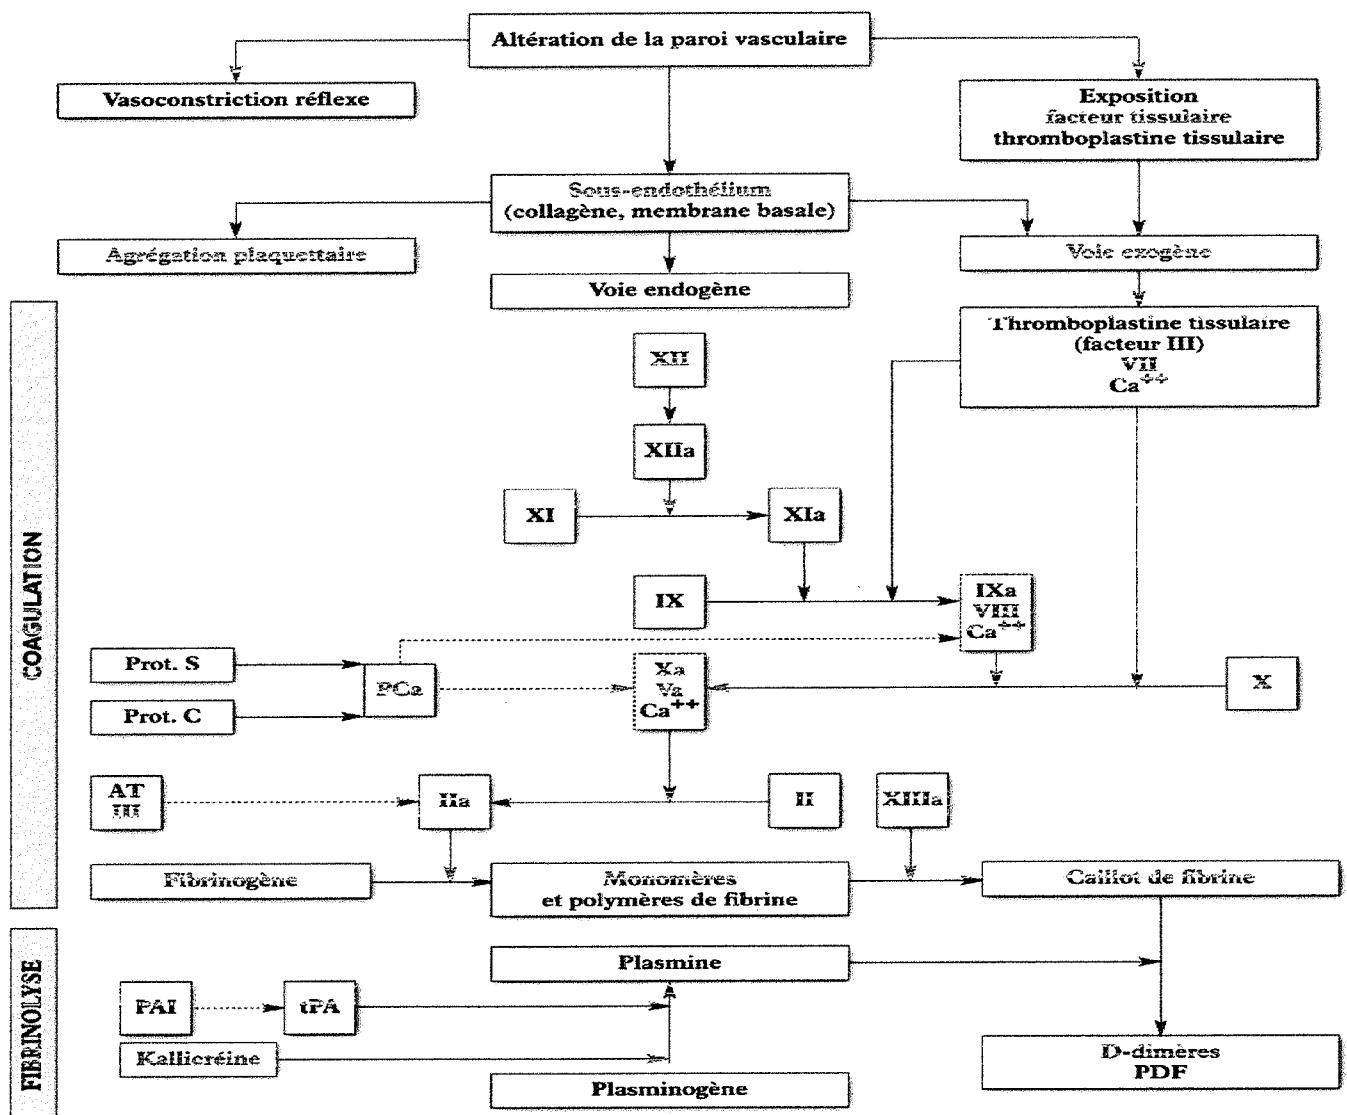 Altération de la paroi vasculaire
Vasoconstriction réflexe
Exposition
facteur tissulaire
thromboplastine tissulaire
Sous-endothélium
(collagène, membrane basale)
Agrégation plaquettaire
Voie exogène
Voie endogène
Thromboplastine tissulaire
(facteur III)
VII
Ca++
XII
XIIa
XI
XIa
IX
IXa
VIII
Ca++
COAGULATION
Prot. S
PCa
Prot. C
Xa
Va
Ca++
X
AT
III
IIa
II
XIIIa
Fibrinogène
Monomères
et polymères de fibrine
Caillot de fibrine
FIBRINOLYSE
Plasmine
PAI
tPA
Kallicréine
Plasminogène
D-dimères
PDF